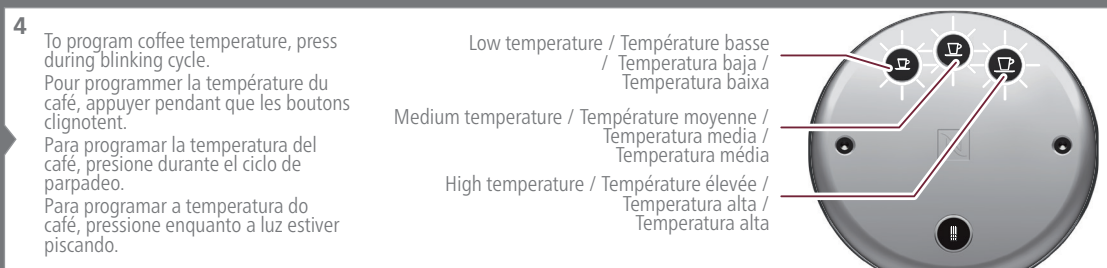 4
To program coffee temperature, press
during blinking cycle.
Pour programmer la température du
café, appuyer pendant que les boutons
clignotent.
Para programar la temperatura del
café, presione durante el ciclo de
parpadeo.
Para programar a temperatura do
café, pressione enquanto a luz estiver
piscando.
Low temperature / Température basse
/ Temperatura baja /
Temperatura baixa
Medium temperature / Température moyenne /
Temperatura media /
Temperatura média
High temperature / Température élevée /
Temperatura alta /
Temperatura alta